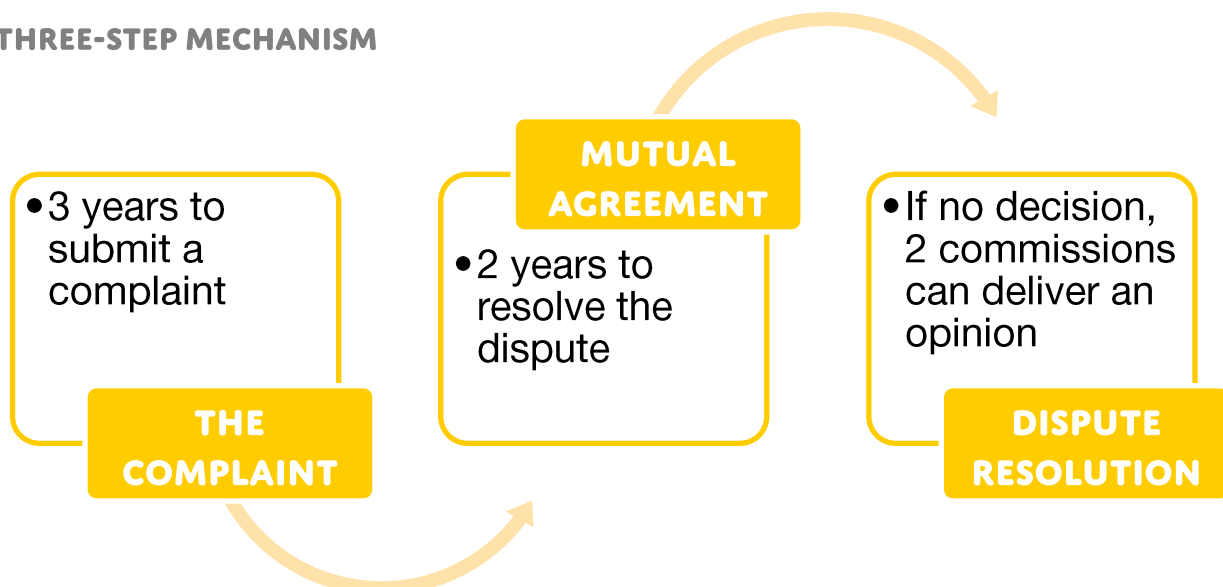 THREE-STEP MECHANISM
•3 years to
submit a
complaint
THE
COMPLAINT
MUTUAL
AGREEMENT
•2 years to
resolve the
dispute
•If no decision,
2 commissions
can deliver an
opinion
DISPUTE
RESOLUTION